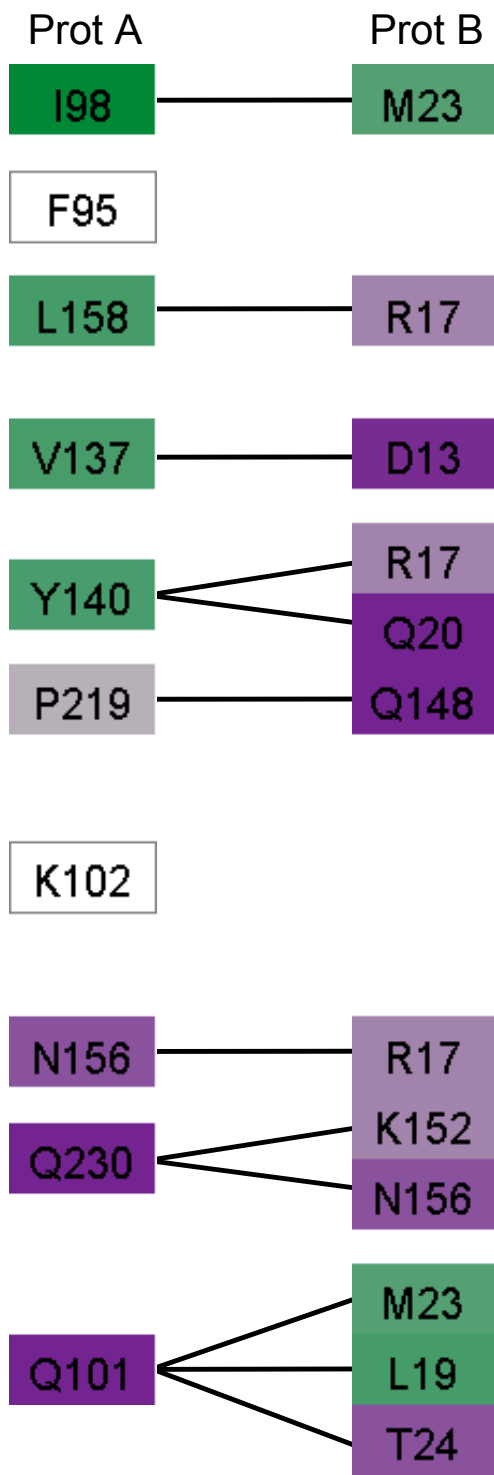 Prot A Prot B
I98 M23
F95
L158 R17
V137 D13
R17
Y140
Q20
P219 Q148
K102
N156 R17
K152
Q230
N156
M23
Q101 L19
T24